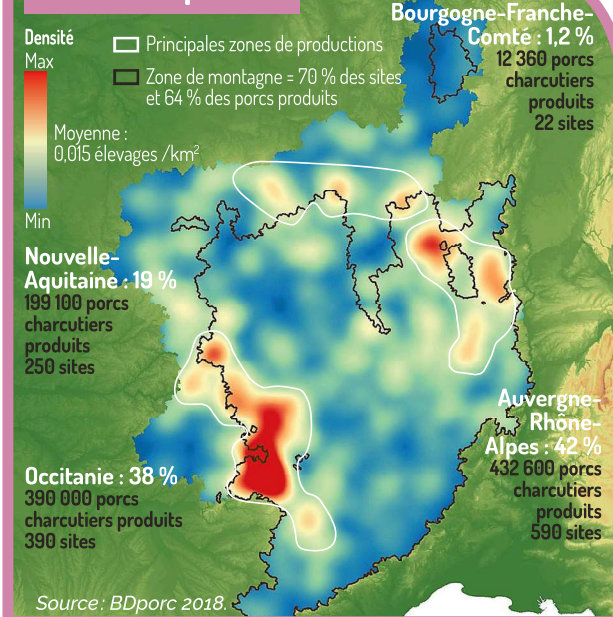 Densité
Max
Moyenne :
0,015 élevages /km²
Min
Principales zones de productions
Zone de montagne = 70 % des sites
et 64 % des porcs produits
Bourgogne-Franche-
Comté : 1,2 %
12 360 porcs
charcutiers
produits
22 sites
Nouvelle-
Aquitaine : 19 %
199 100 porcs
charcutiers
produits
250 sites
Occitanie : 38 %
390 000 porcs
charcutiers produits
390 sites
Auvergne-
Rhône-
Alpes : 42 %
432 600 porcs
charcutiers
produits
590 sites
Source : BDporc 2018.